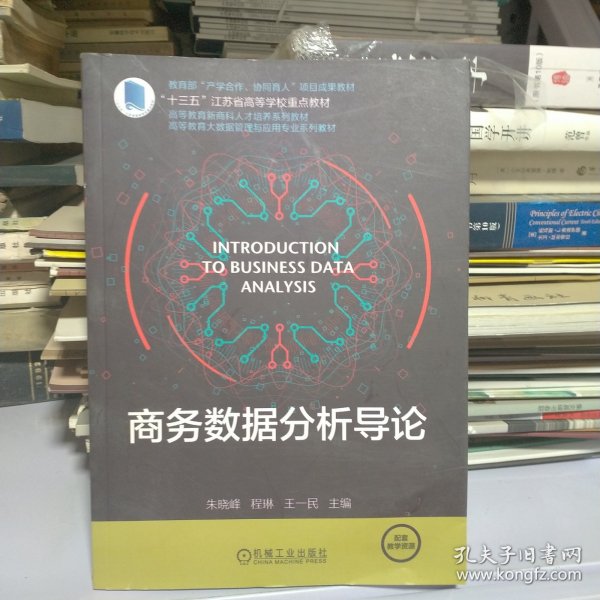 教育部“产学合作、协同育人”项目成果教材
“十三五”江苏省高等学校重点教材
高等教育新商科人才培养系列教材
高等教育大数据管理与应用专业系列教材
INTRODUCTION
TO BUSINESS DATA
ANALYSIS
商务数据分析导论
朱晓峰 程琳 王一民 主编
机械工业出版社
CHINA MACHINE PRESS
配套
教学资源
国学开讲
Principles of Electric
Conventional Current
孔夫子旧书网
www.kongfz.com